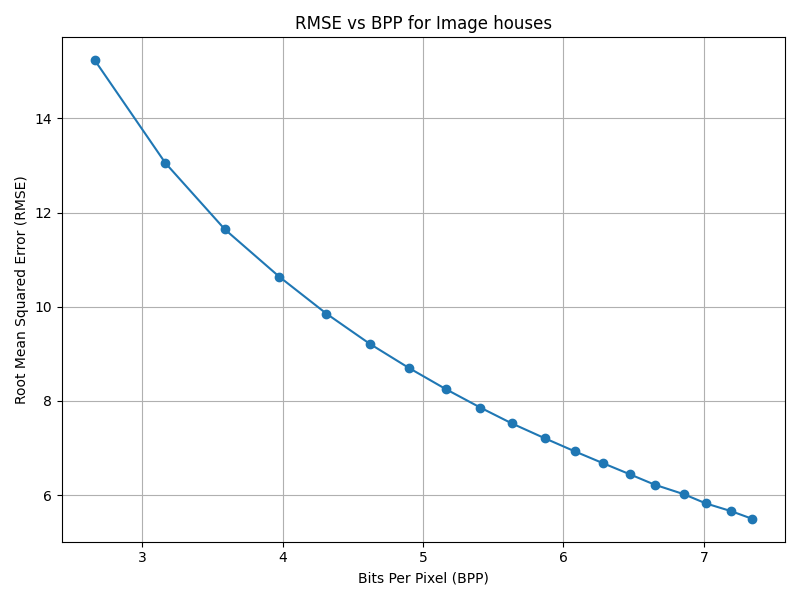 RMSE vs BPP for Image houses
Root Mean Squared Error (RMSE)
14
12
10
8
6
3 4 5 6 7
Bits Per Pixel (BPP)